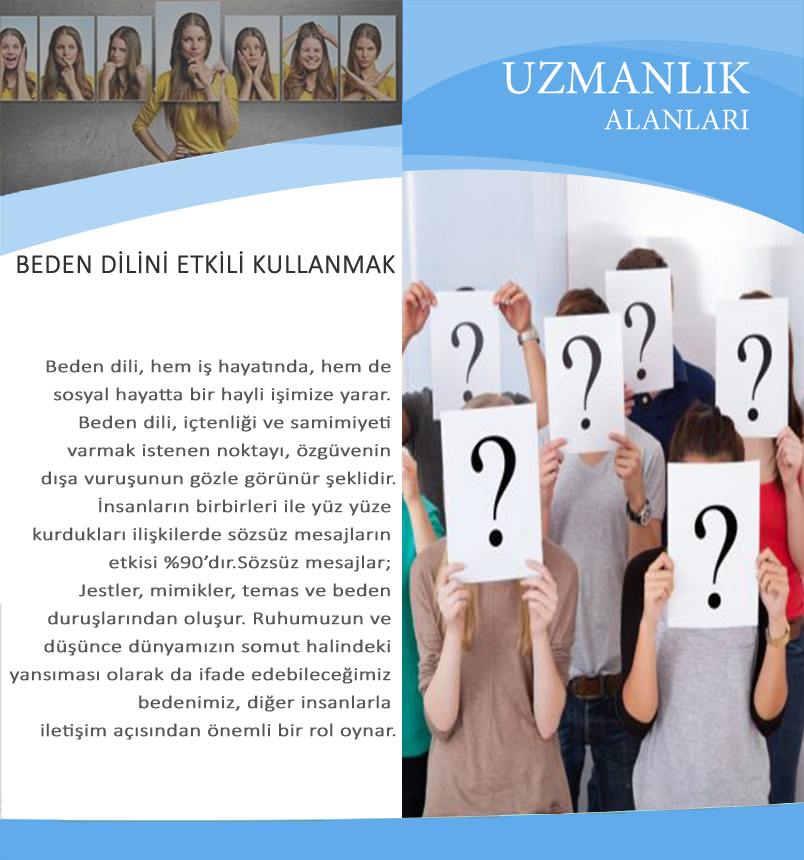 BEDEN DİLİNİ ETKİLİ KULLANMAK
Beden dili, hem iş hayatında, hem de
sosyal hayatta bir hayli işimize yarar.
Beden dili, içtenliği ve samimiyeti
varmak istenen noktayı, özgüvenin
dışa vuruşunun gözle görünür şeklidir.
İnsanların birbirleri ile yüz yüze
kurdukları ilişkilerde sözsüz mesajların
etkisi %90’dır.Sözsüz mesajlar;
Jestler, mimikler, temas ve beden
duruşlarından oluşur. Ruhumuzun ve
düşünce dünyamızın somut halindeki
yansıması olarak da ifade edebileceğimiz
bedenimiz, diğer insanlarla
iletişim açısından önemli bir rol oynar.
UZMANLIK
ALANLARI
?
?
?
?
?
?